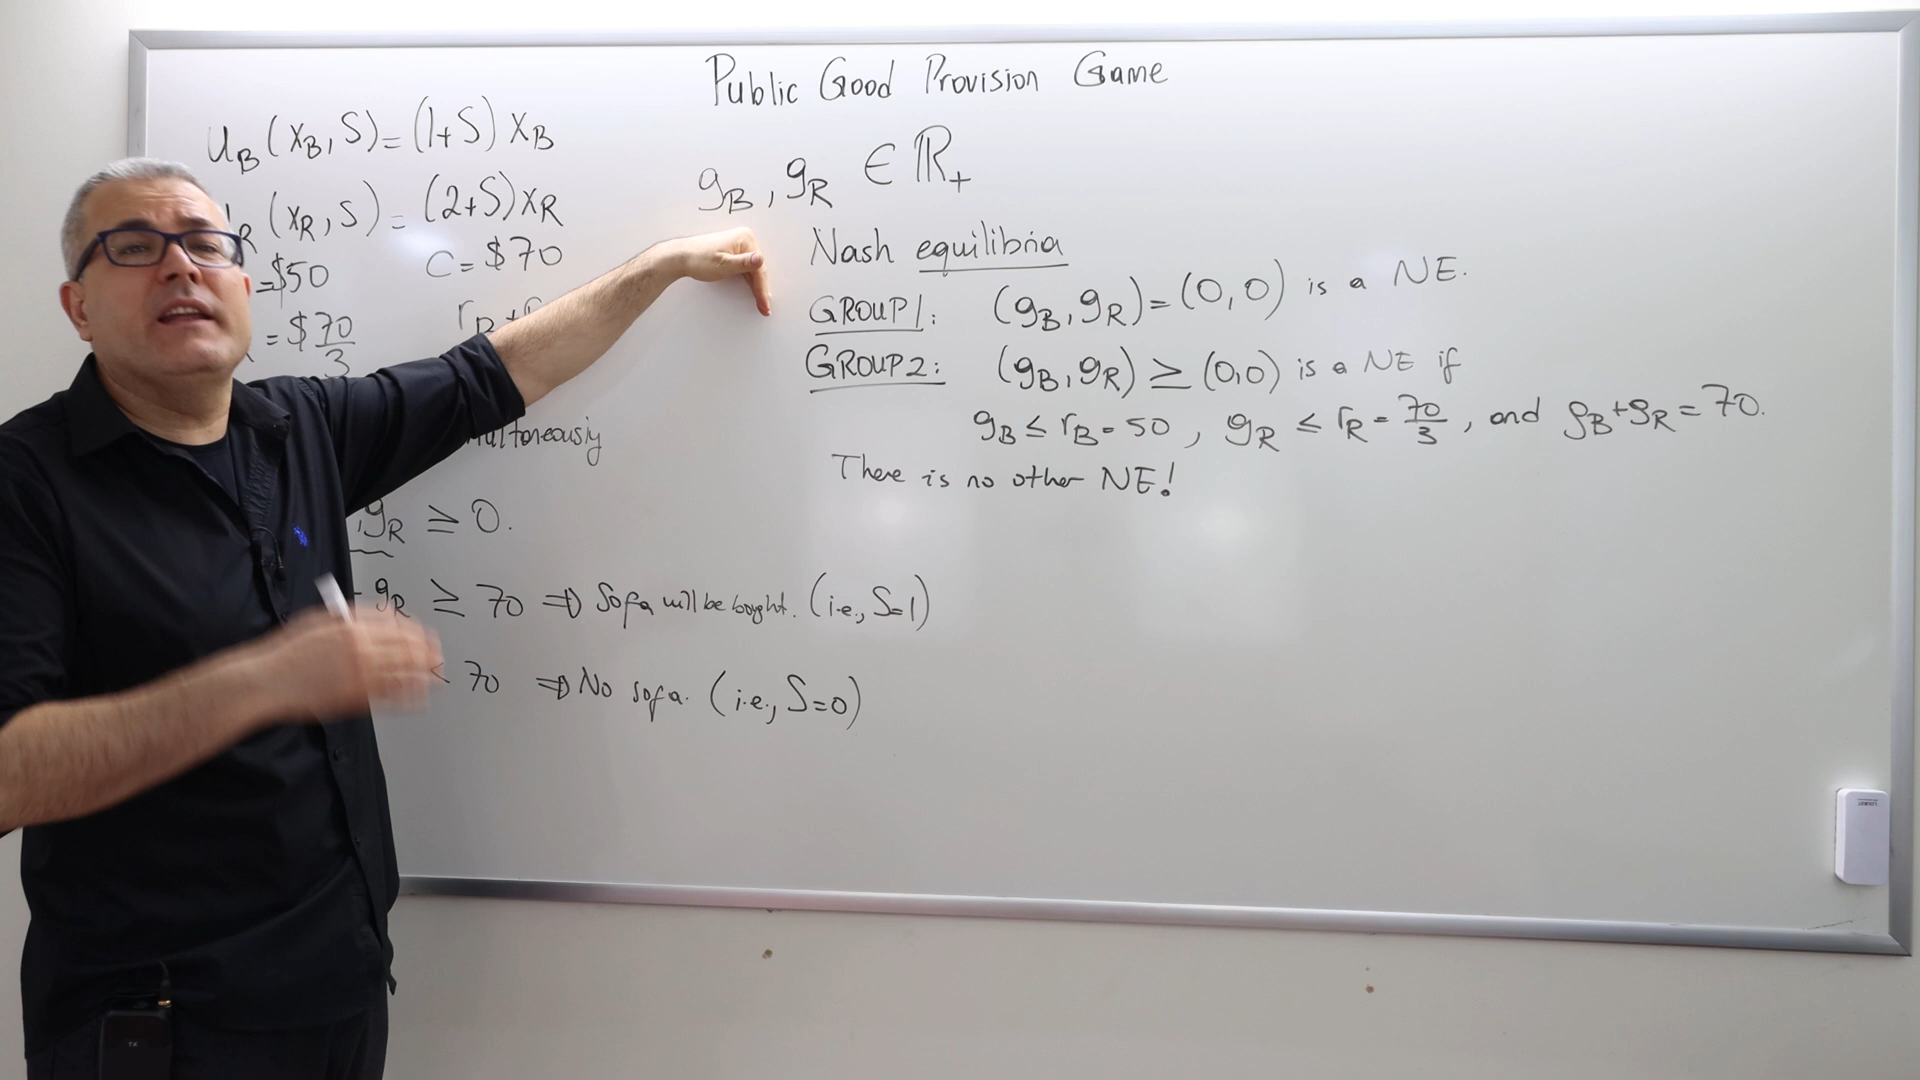 Public Good Provision Game
u_B (x_B, S) = (1+S) x_B
(x_R, S) = (2+S) x_R
= $50 C = $70
= $ 70/3
simultaneously
, g_R ≥ 0.
g_R ≥ 70 ⇒ Sofa will be bought. (i.e., S=1)
< 70 ⇒ No sofa. (i.e., S=0)
g_B, g_R ∈ ℝ₊
Nash equilibria
GROUP 1: (g_B, g_R) = (0, 0) is a NE.
GROUP 2: (g_B, g_R) ≥ (0,0) is a NE if
g_B ≤ r_B = 50, g_R ≤ r_R = 70/3, and g_B + g_R = 70.
There is no other NE!